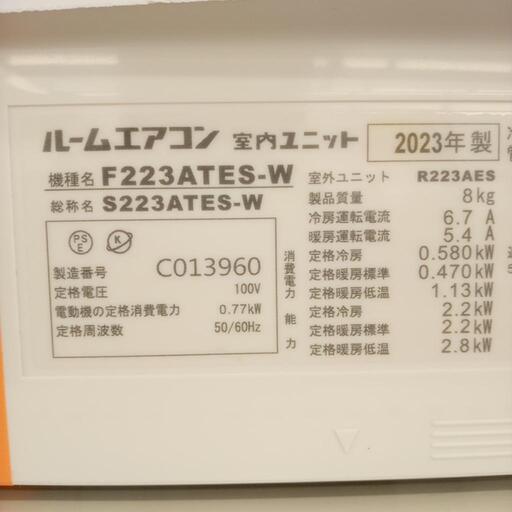 ルームエアコン 室内ユニット 2023年製
機種名 F223ATES-W
総称名 S223ATES-W
PS
E
K
製造番号 C013960
定格電圧 100V
電動機の定格消費電力 0.77kW
定格周波数 50/60Hz
室外ユニット R223AES
製品質量 8kg
冷房運転電流 6.7 A
暖房運転電流 5.4 A
消費電力
定格冷房 0.580kW
定格暖房標準 0.470kW
定格暖房低温 1.13kW
能力
定格冷房 2.2kW
定格暖房標準 2.2kW
定格暖房低温 2.8kW